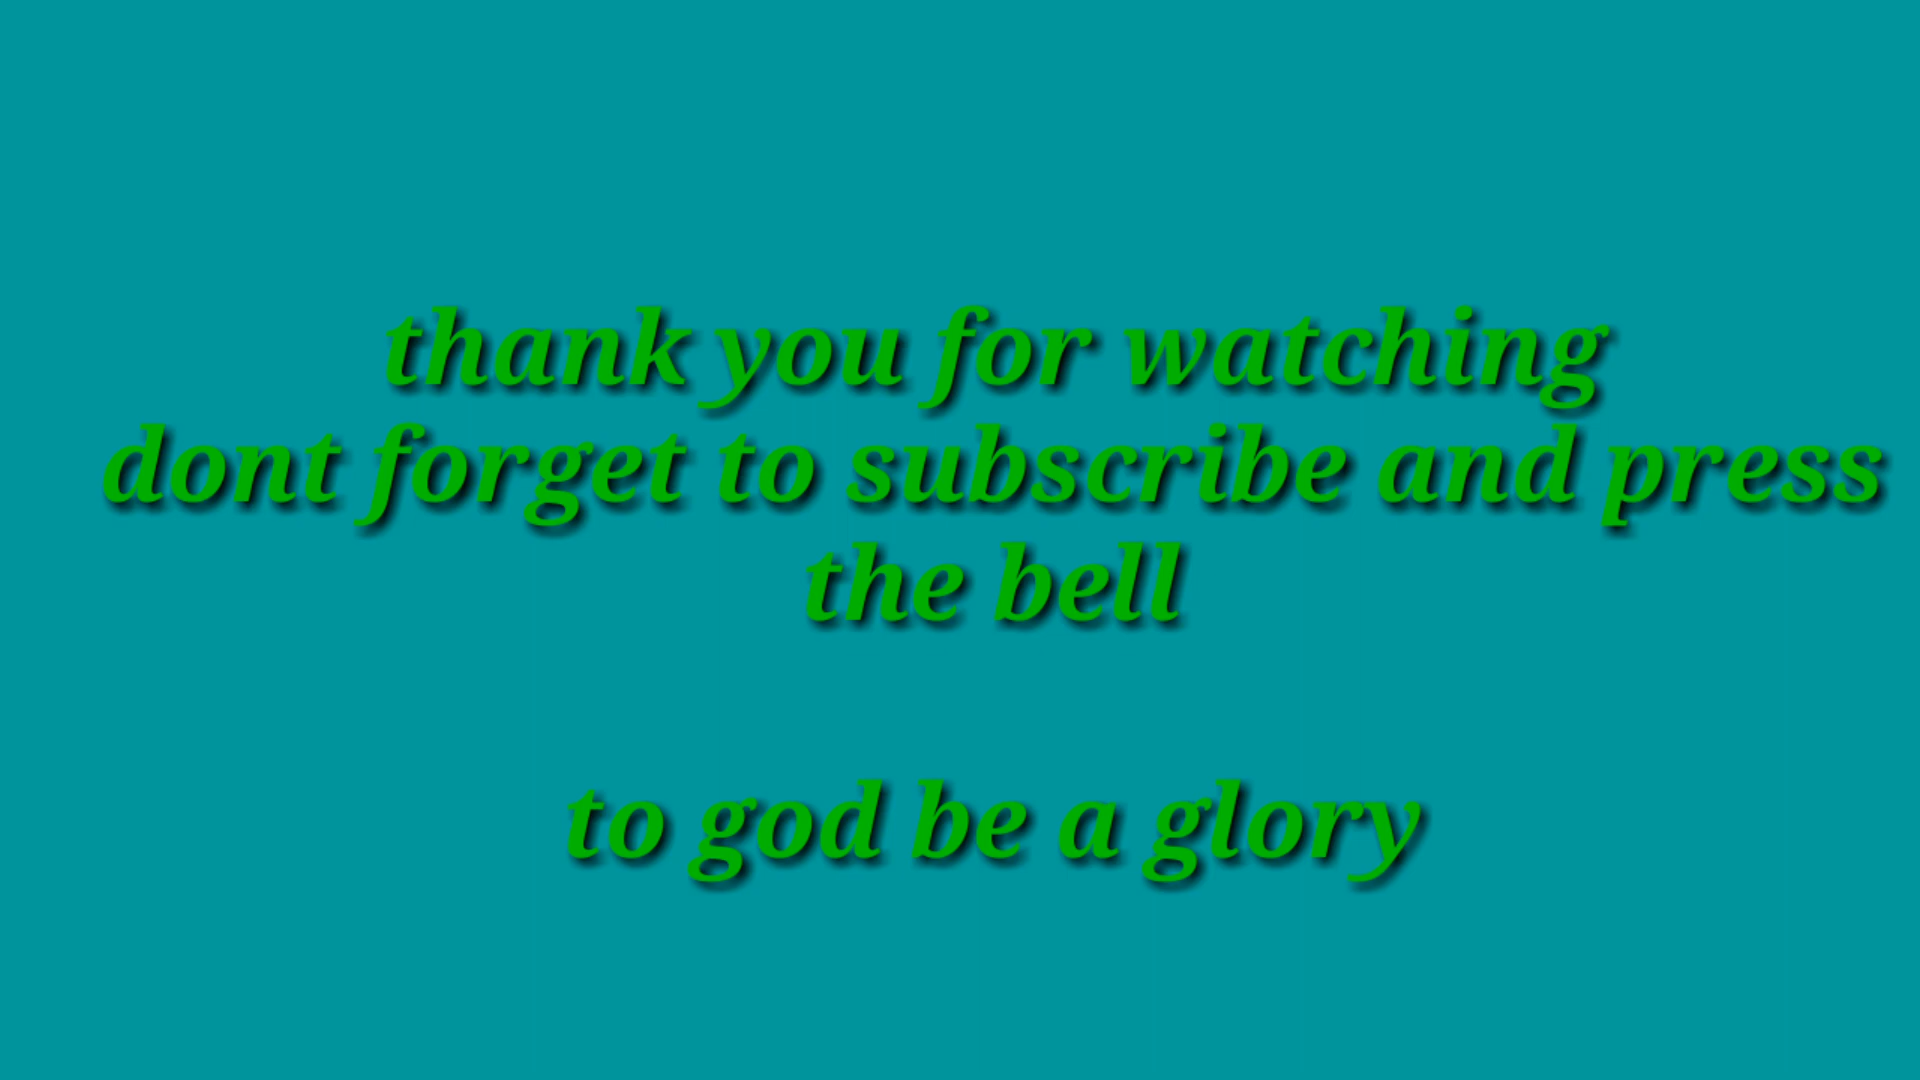 thank you for watching
dont forget to subscribe and press
the bell
to god be a glory